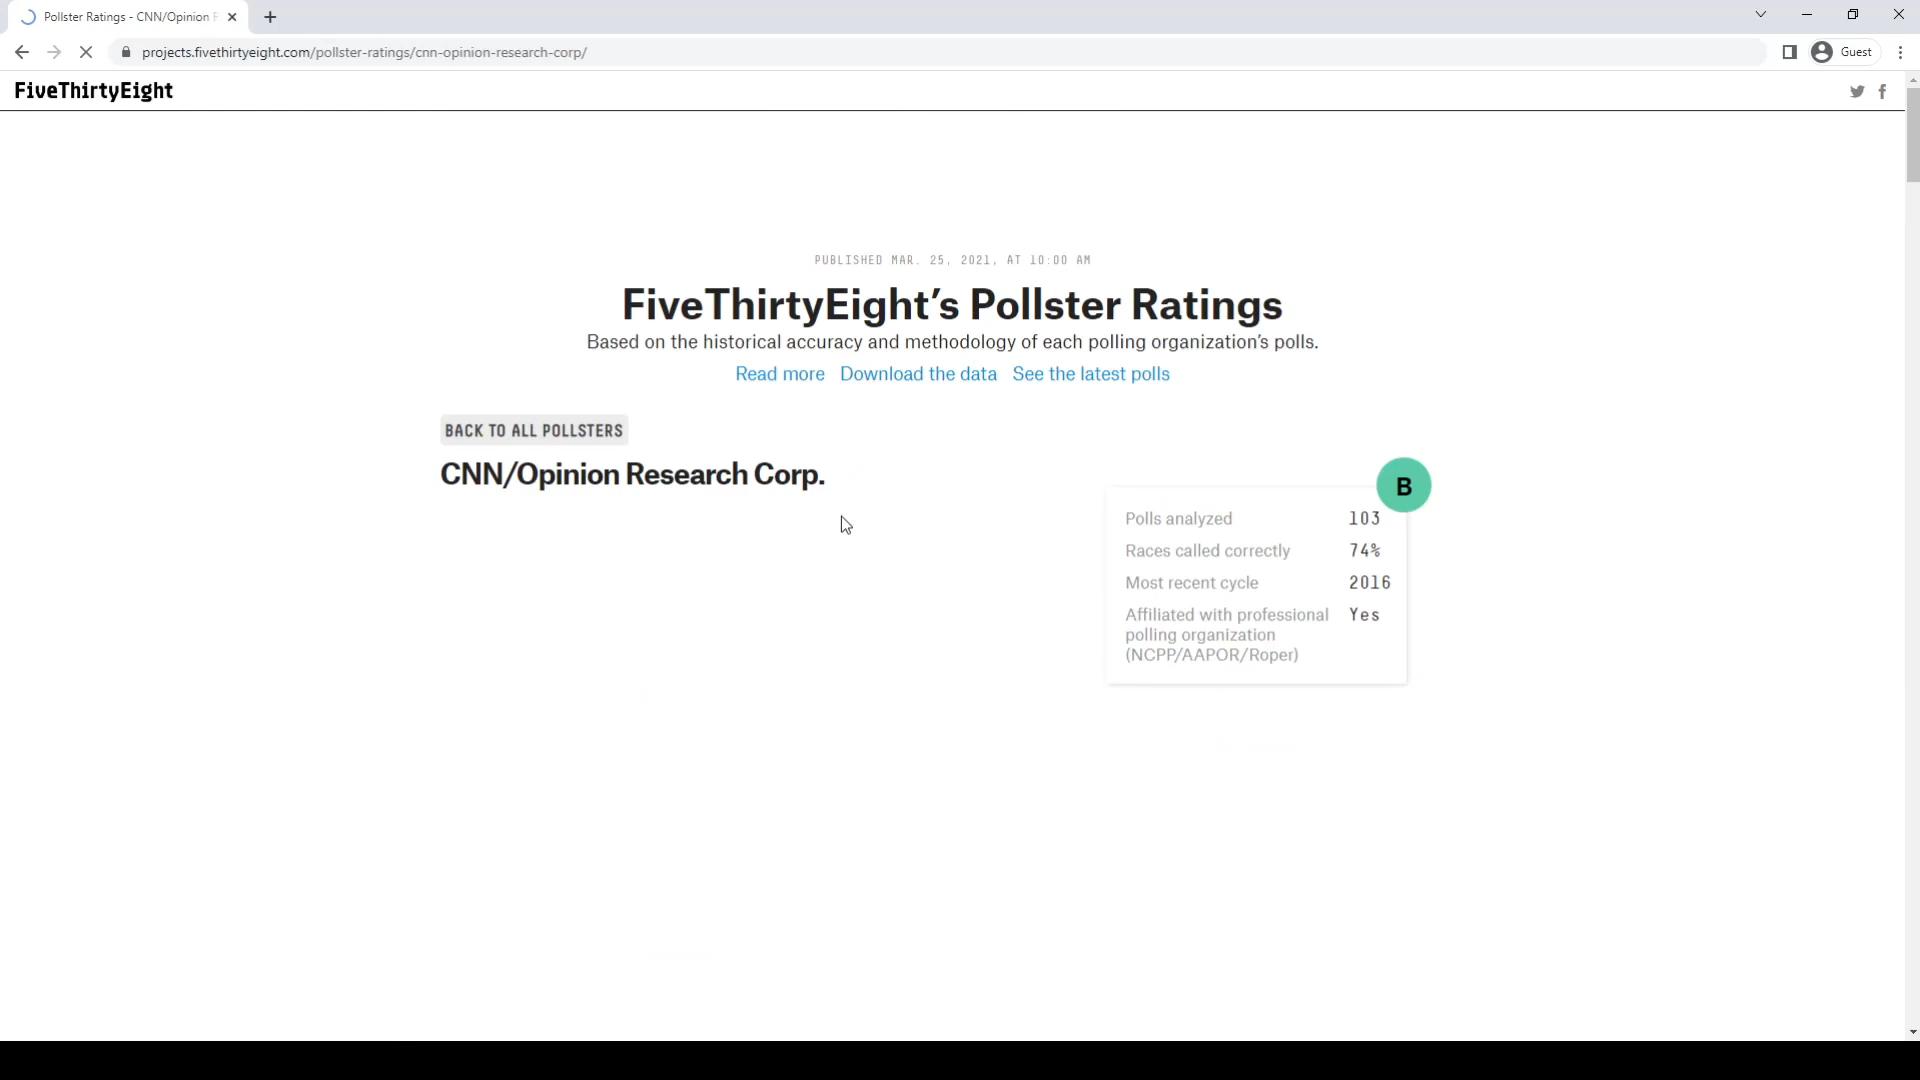 Pollster Ratings - CNN/Opinion
projects.fivethirtyeight.com/pollster-ratings/cnn-opinion-research-corp/
Guest
FiveThirtyEight
PUBLISHED MAR. 25, 2021, AT 10:00 AM
FiveThirtyEight’s Pollster Ratings
Based on the historical accuracy and methodology of each polling organization’s polls.
Read more Download the data See the latest polls
BACK TO ALL POLLSTERS
CNN/Opinion Research Corp.
B
Polls analyzed 103
Races called correctly 74%
Most recent cycle 2016
Affiliated with professional Yes
polling organization
(NCPP/AAPOR/Roper)